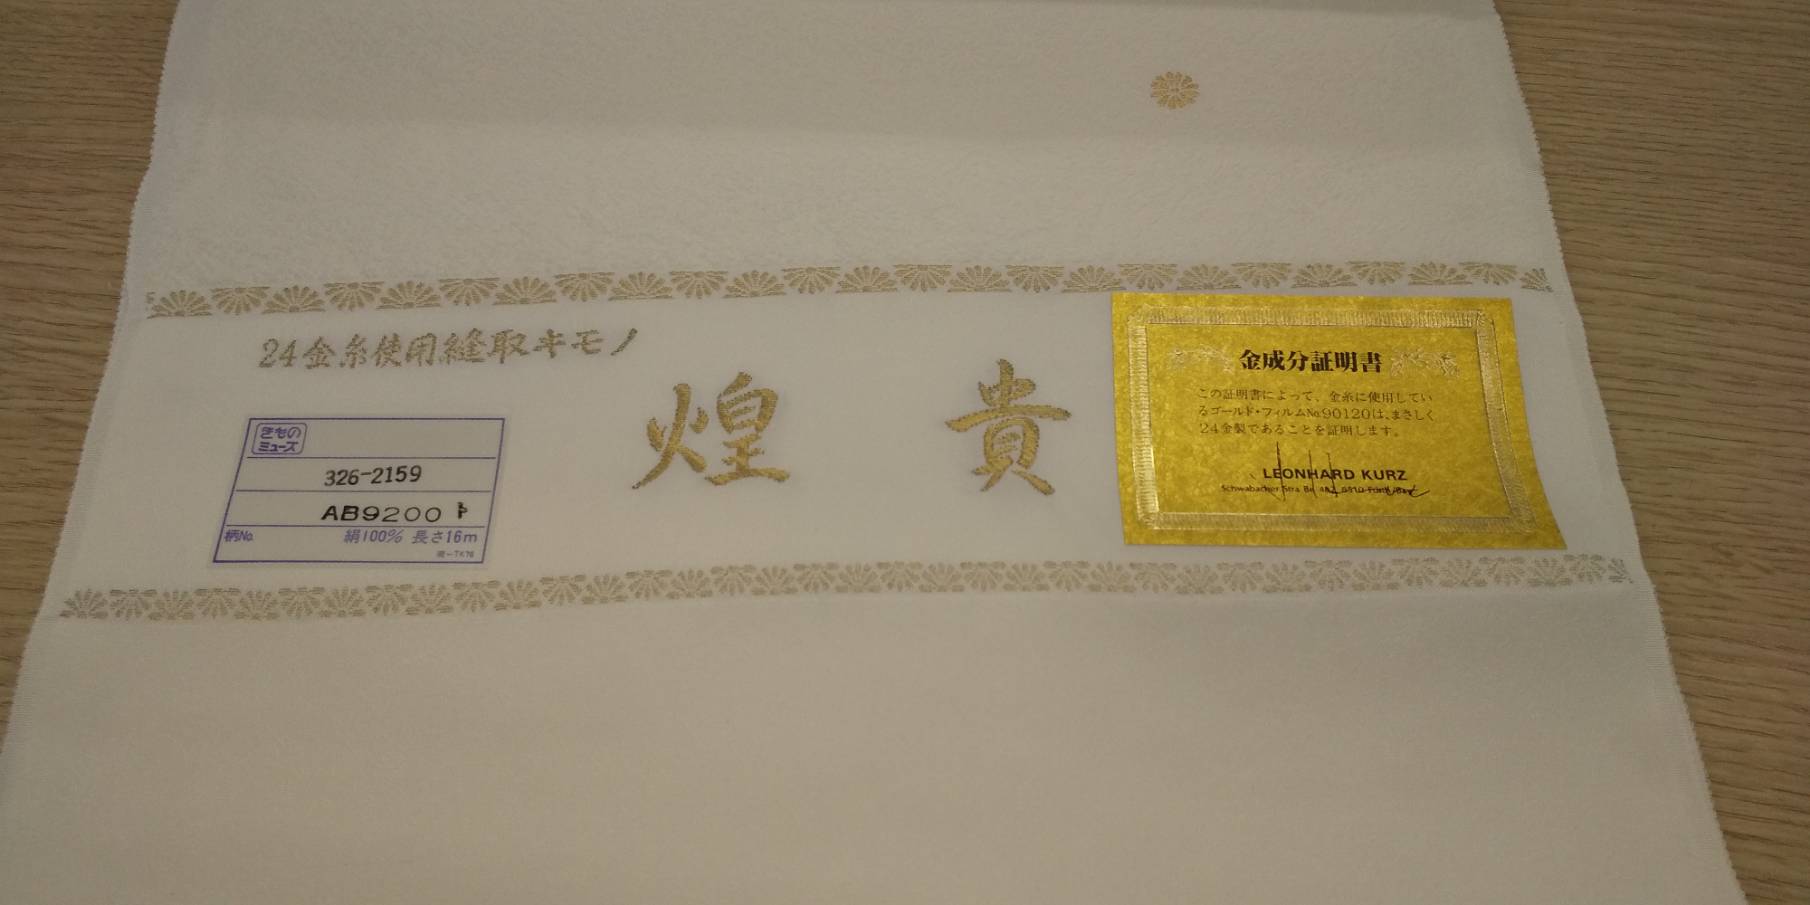 24金糸使用縫取キモノ
煌貴
きもの
ミューズ
326-2159
AB9200 ト
柄No. 絹100% 長さ16m
金成分証明書
この証明書によって、金糸に使用してい
るゴールド・フィルムNo.90120は、まさしく
24金製であることを証明します。
LEONHARD KURZ
Schwabacher